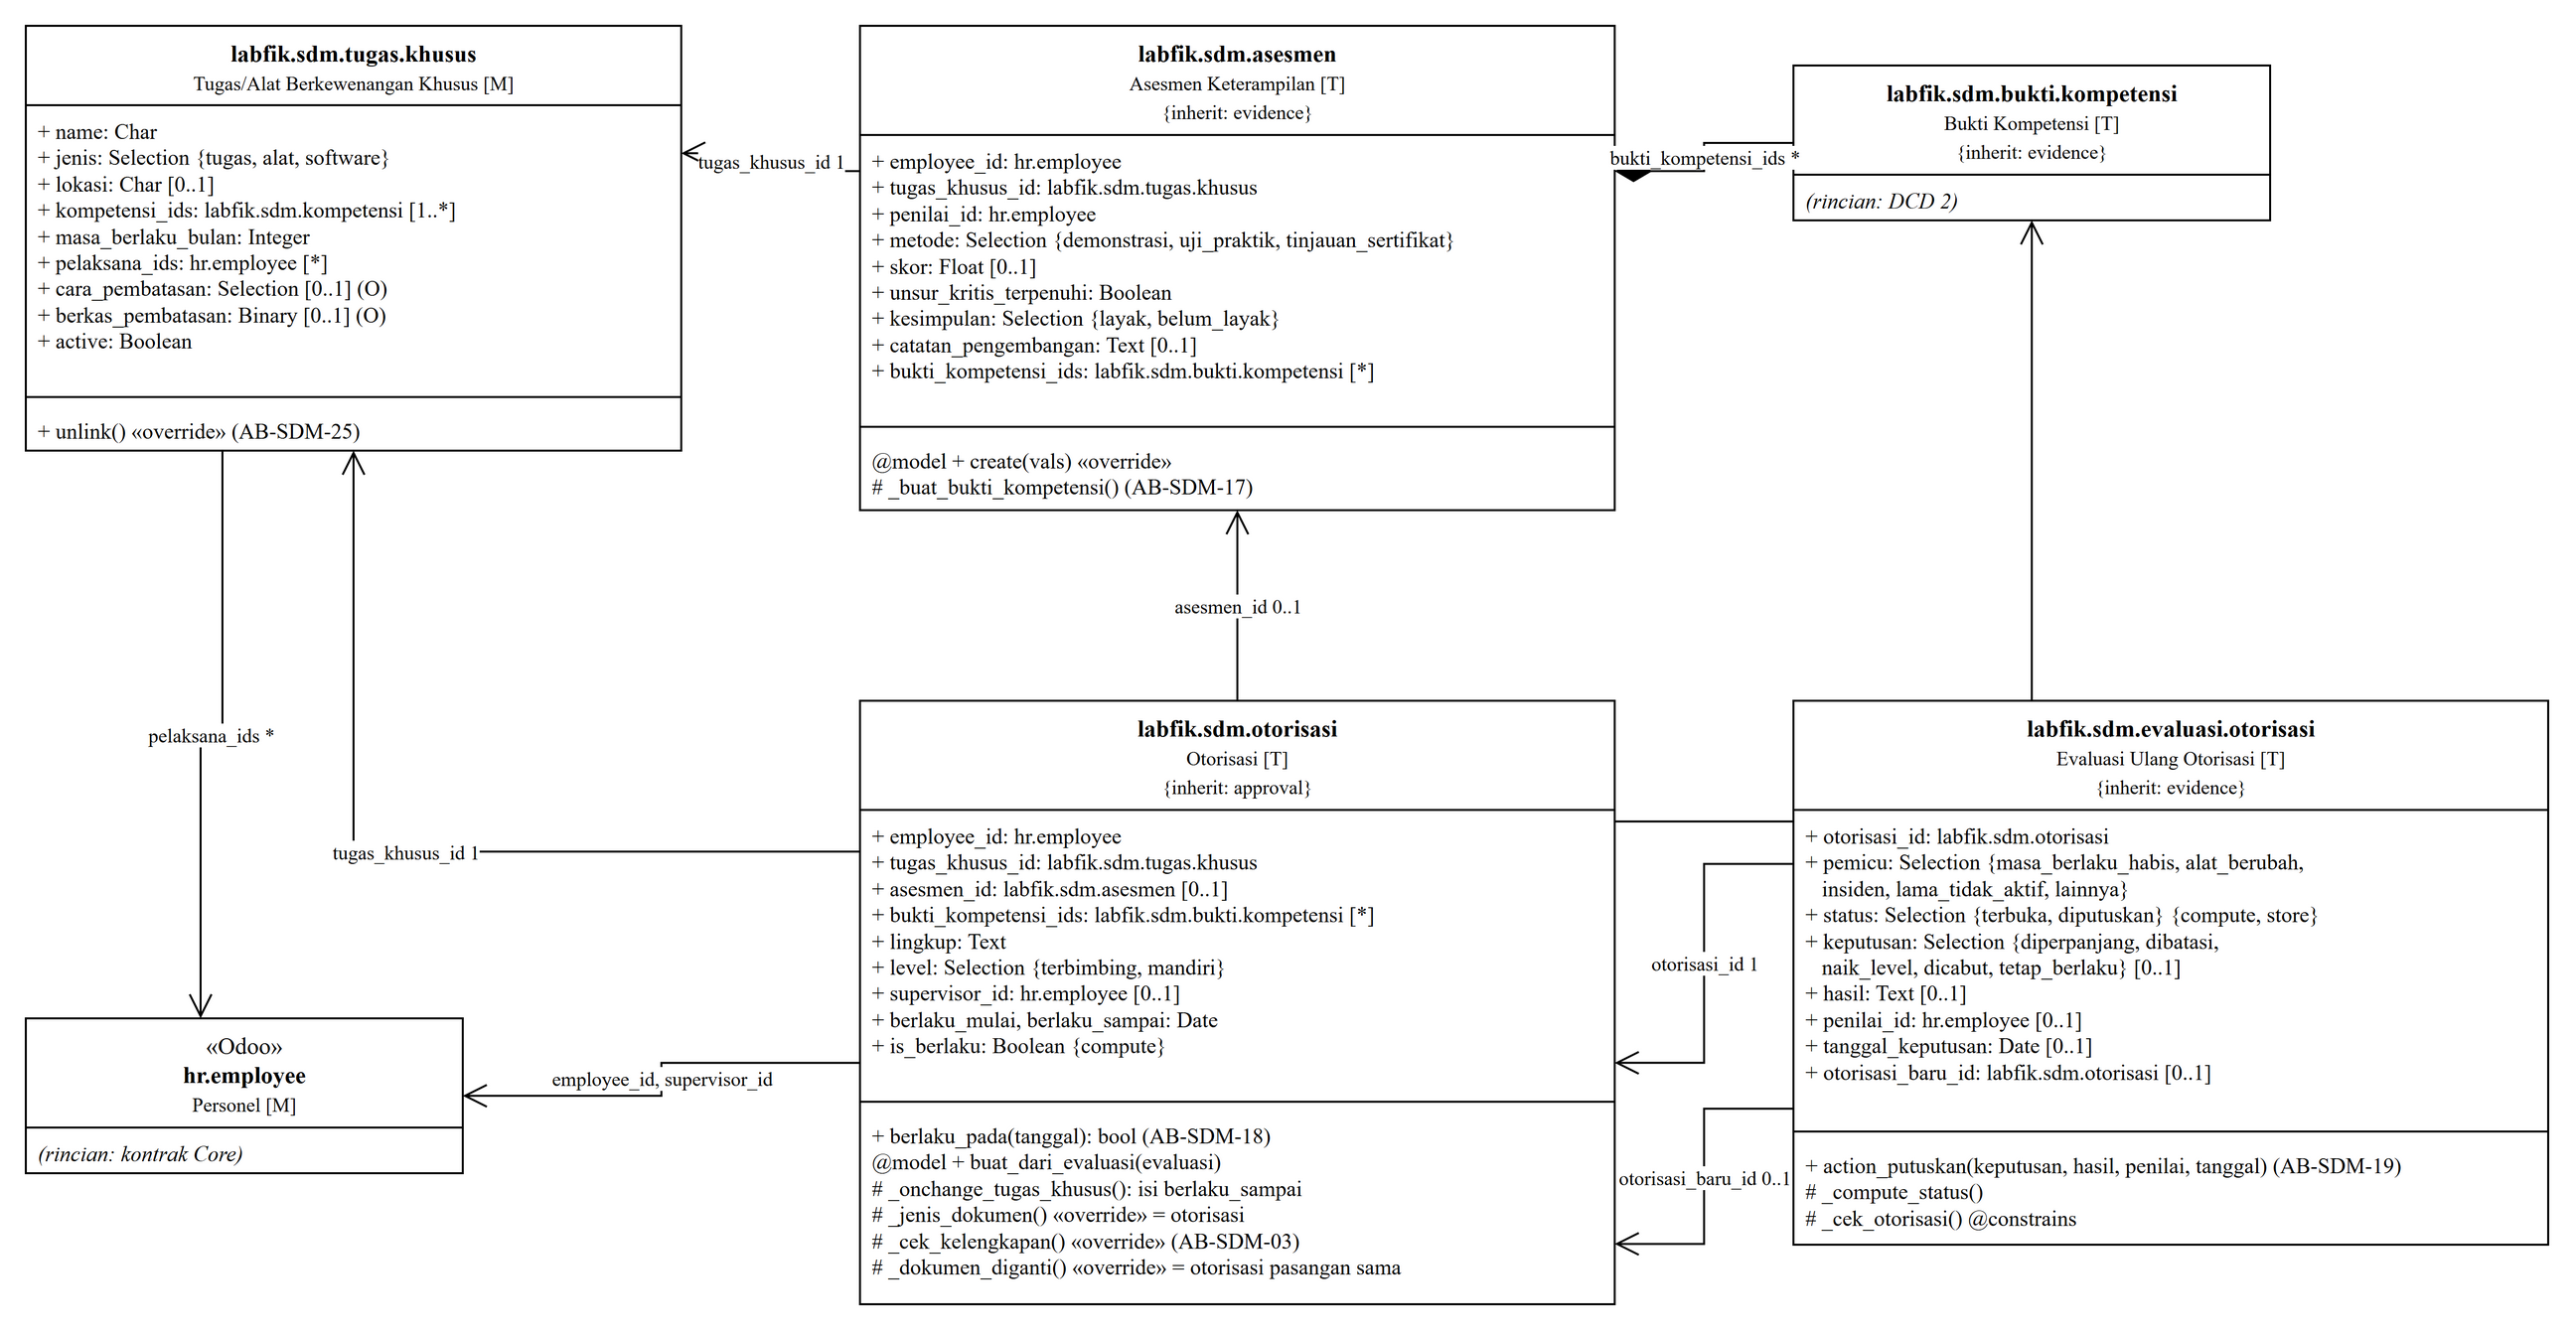 labfik.sdm.tugas.khusus
Tugas/Alat Berkewenangan Khusus [M]
+ name: Char
+ jenis: Selection {tugas, alat, software}
+ lokasi: Char [0..1]
+ kompetensi_ids: labfik.sdm.kompetensi [1..*]
+ masa_berlaku_bulan: Integer
+ pelaksana_ids: hr.employee [*]
+ cara_pembatasan: Selection [0..1] (O)
+ berkas_pembatasan: Binary [0..1] (O)
+ active: Boolean
+ unlink() «override» (AB-SDM-25)
tugas_khusus_id 1
labfik.sdm.asesmen
Asesmen Keterampilan [T]
{inherit: evidence}
+ employee_id: hr.employee
+ tugas_khusus_id: labfik.sdm.tugas.khusus
+ penilai_id: hr.employee
+ metode: Selection {demonstrasi, uji_praktik, tinjauan_sertifikat}
+ skor: Float [0..1]
+ unsur_kritis_terpenuhi: Boolean
+ kesimpulan: Selection {layak, belum_layak}
+ catatan_pengembangan: Text [0..1]
+ bukti_kompetensi_ids: labfik.sdm.bukti.kompetensi [*]
@model + create(vals) «override»
# _buat_bukti_kompetensi() (AB-SDM-17)
bukti_kompetensi_ids *
labfik.sdm.bukti.kompetensi
Bukti Kompetensi [T]
{inherit: evidence}
(rincian: DCD 2)
asesmen_id 0..1
pelaksana_ids *
tugas_khusus_id 1
«Odoo»
hr.employee
Personel [M]
(rincian: kontrak Core)
employee_id, supervisor_id
labfik.sdm.otorisasi
Otorisasi [T]
{inherit: approval}
+ employee_id: hr.employee
+ tugas_khusus_id: labfik.sdm.tugas.khusus
+ asesmen_id: labfik.sdm.asesmen [0..1]
+ bukti_kompetensi_ids: labfik.sdm.bukti.kompetensi [*]
+ lingkup: Text
+ level: Selection {terbimbing, mandiri}
+ supervisor_id: hr.employee [0..1]
+ berlaku_mulai, berlaku_sampai: Date
+ is_berlaku: Boolean {compute}
+ berlaku_pada(tanggal): bool (AB-SDM-18)
@model + buat_dari_evaluasi(evaluasi)
# _onchange_tugas_khusus(): isi berlaku_sampai
# _jenis_dokumen() «override» = otorisasi
# _cek_kelengkapan() «override» (AB-SDM-03)
# _dokumen_diganti() «override» = otorisasi pasangan sama
otorisasi_id 1
otorisasi_baru_id 0..1
labfik.sdm.evaluasi.otorisasi
Evaluasi Ulang Otorisasi [T]
{inherit: evidence}
+ otorisasi_id: labfik.sdm.otorisasi
+ pemicu: Selection {masa_berlaku_habis, alat_berubah,
insiden, lama_tidak_aktif, lainnya}
+ status: Selection {terbuka, diputuskan} {compute, store}
+ keputusan: Selection {diperpanjang, dibatasi,
naik_level, dicabut, tetap_berlaku} [0..1]
+ hasil: Text [0..1]
+ penilai_id: hr.employee [0..1]
+ tanggal_keputusan: Date [0..1]
+ otorisasi_baru_id: labfik.sdm.otorisasi [0..1]
+ action_putuskan(keputusan, hasil, penilai, tanggal) (AB-SDM-19)
# _compute_status()
# _cek_otorisasi() @constrains